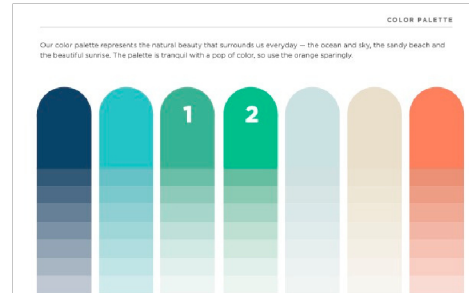 COLOR PALETTE
Our color palette represents the natural beauty that surrounds us everyday — the ocean and sky, the sandy beach and
the beautiful sunrise. The palette is tranquil with a pop of color, so use the orange sparingly.
1 2